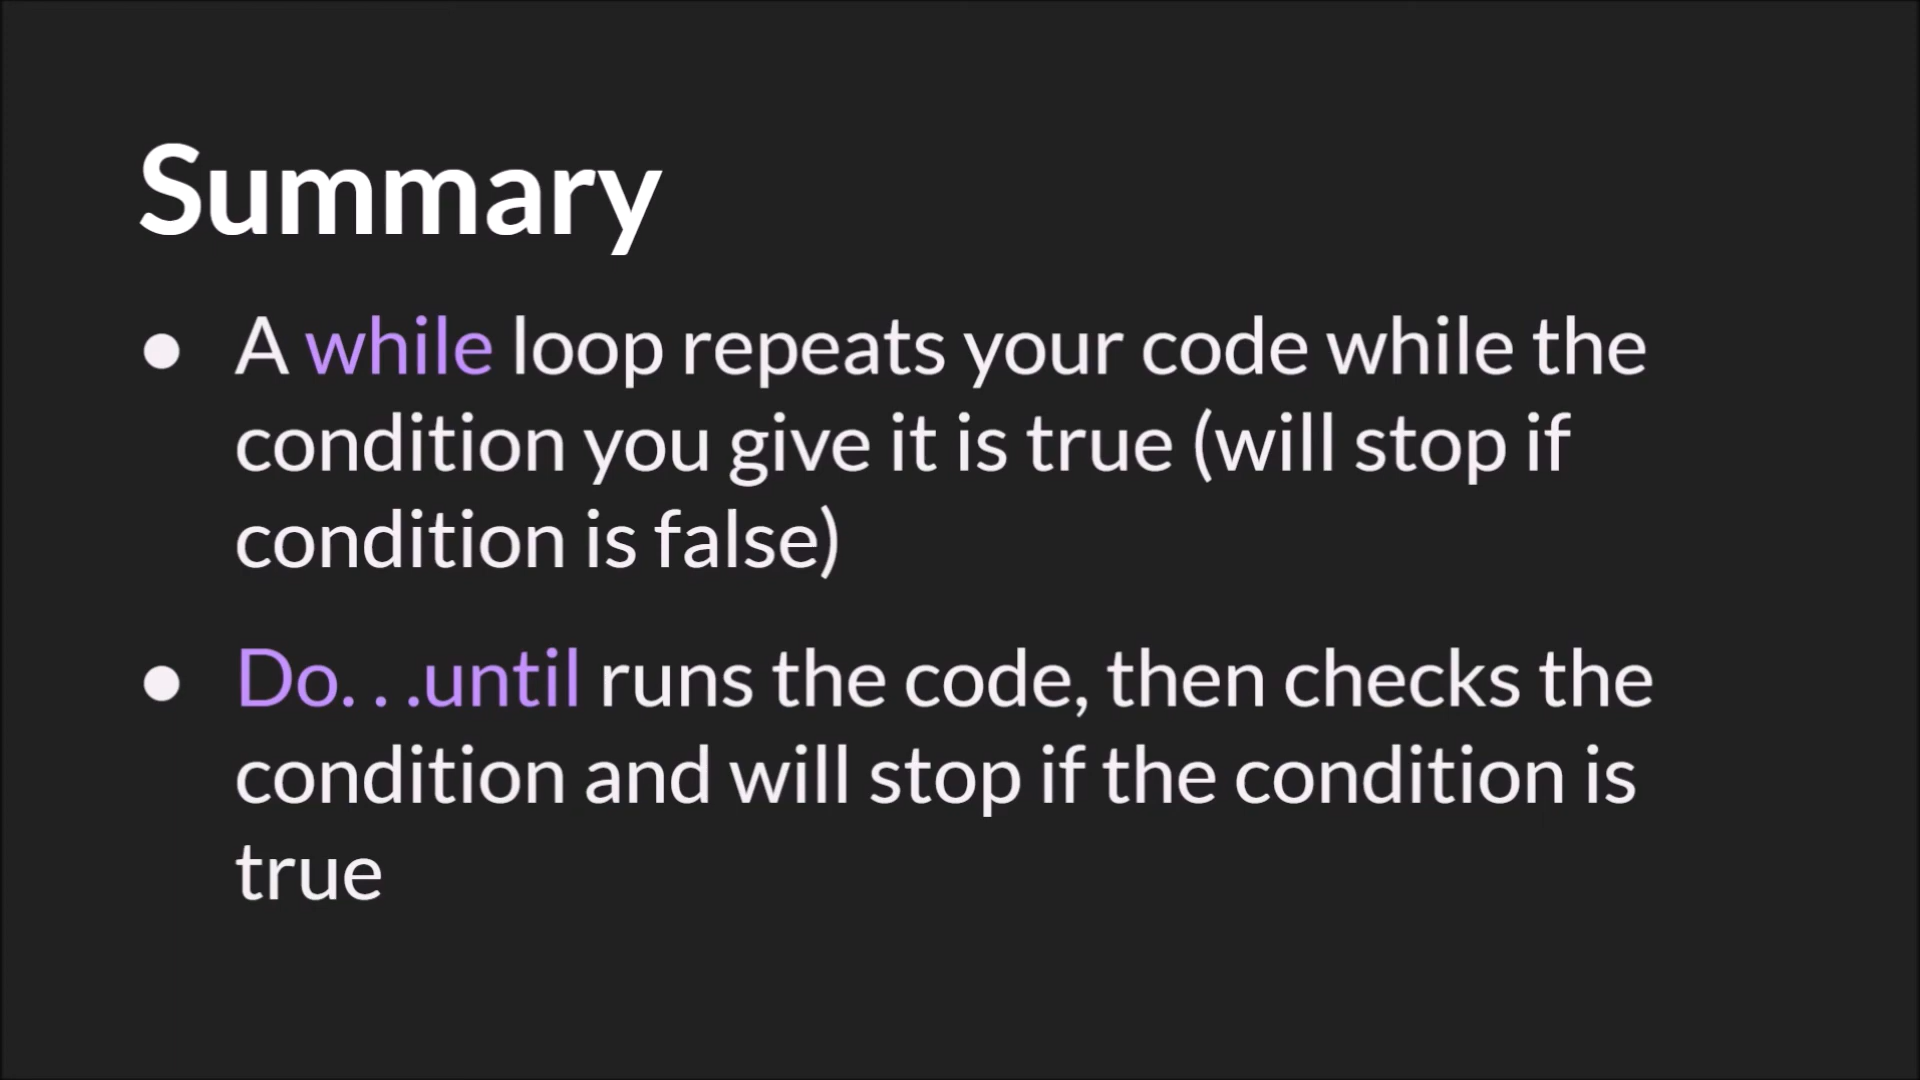 Summary
● A while loop repeats your code while the
condition you give it is true (will stop if
condition is false)
● Do. . .until runs the code, then checks the
condition and will stop if the condition is
true